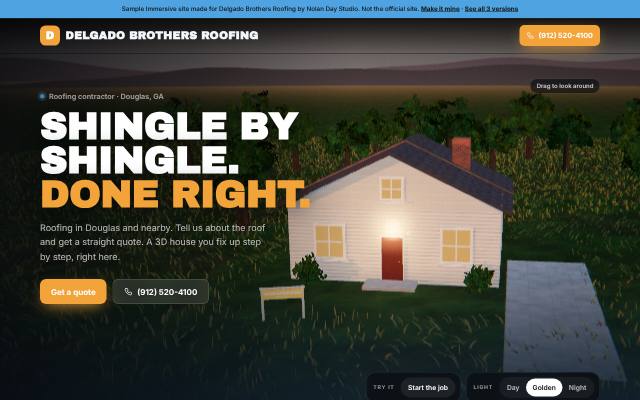 Sample Immersive site made for Delgado Brothers Roofing by Nolan Day Studio. Not the official site. Make it mine · See all 3 versions
D DELGADO BROTHERS ROOFING
(912) 520-4100
Drag to look around
Roofing contractor · Douglas, GA
SHINGLE BY
SHINGLE.
DONE RIGHT.
Roofing in Douglas and nearby. Tell us about the roof
and get a straight quote. A 3D house you fix up step
by step, right here.
Get a quote
(912) 520-4100
TRY IT Start the job
LIGHT Day Golden Night